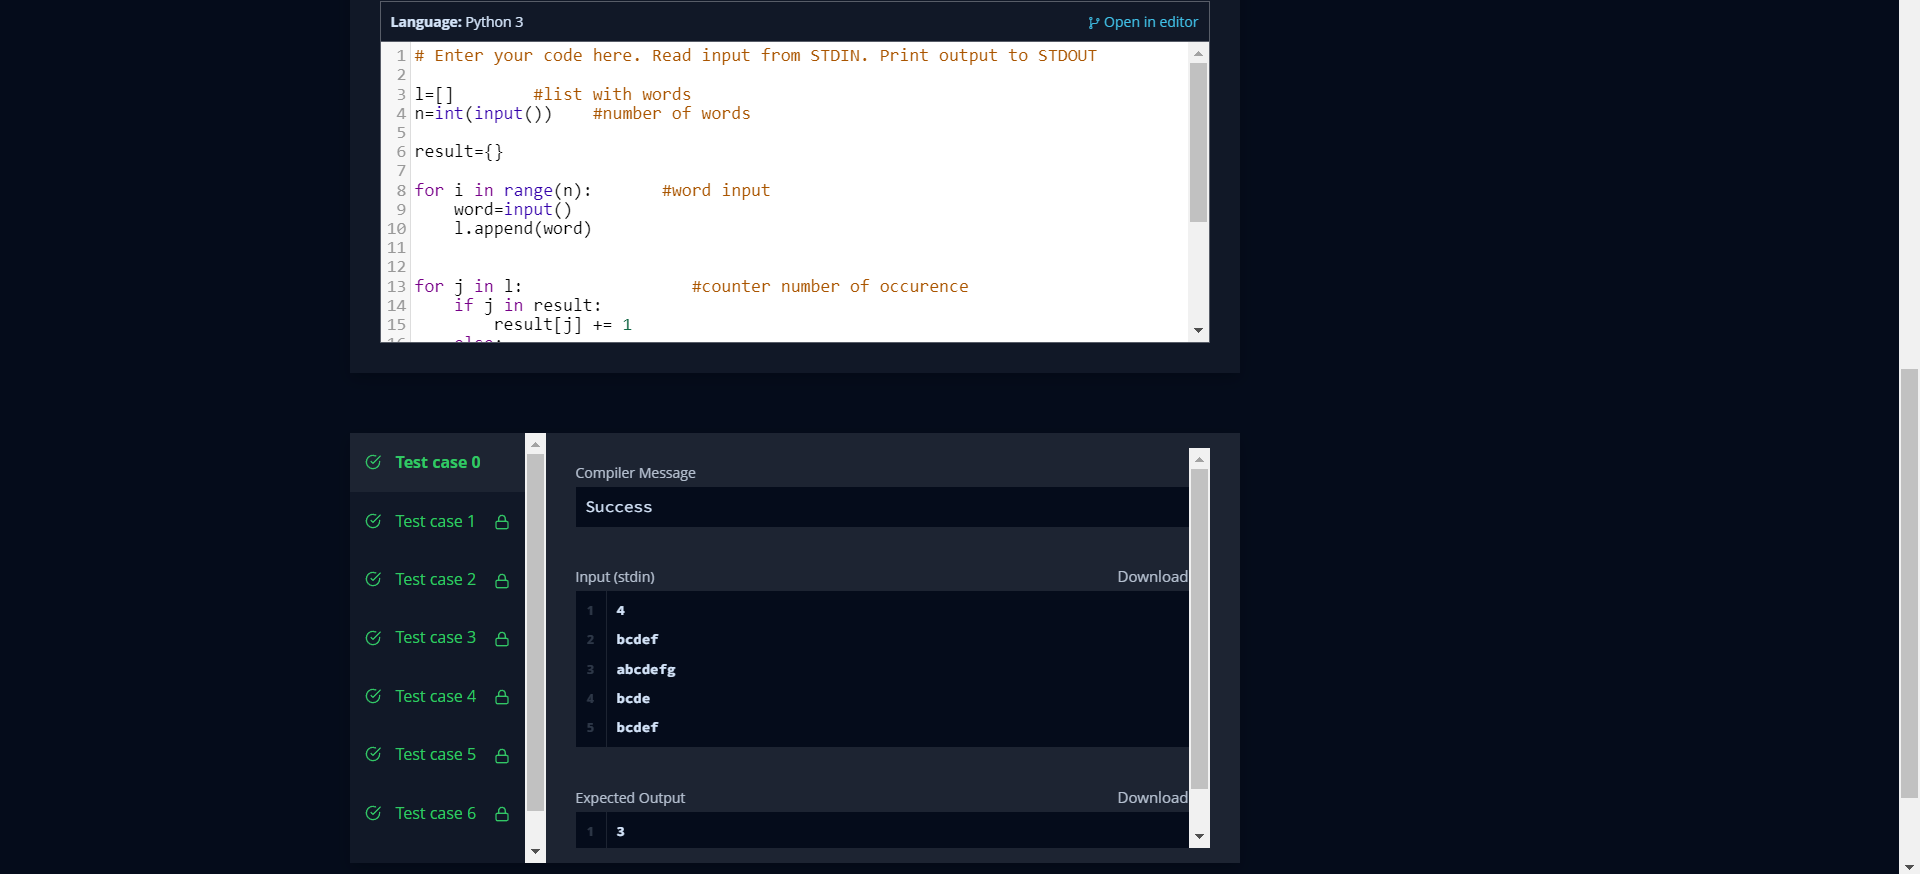 Language: Python 3
Open in editor
1 # Enter your code here. Read input from STDIN. Print output to STDOUT
2
3 l=[]        #list with words
4 n=int(input())    #number of words
5
6 result={}
7
8 for i in range(n):       #word input
9     word=input()
10     l.append(word)
11
12
13 for j in l:                 #counter number of occurence
14     if j in result:
15         result[j] += 1
16     else:
Test case 0
Test case 1
Test case 2
Test case 3
Test case 4
Test case 5
Test case 6
Compiler Message
Success
Input (stdin)
Download
1 4
2 bcdef
3 abcdefg
4 bcde
5 bcdef
Expected Output
Download
1 3